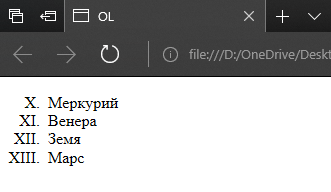 OL
file:///D:/OneDrive/Deskt
X. Меркурий
XI. Венера
XII. Земя
XIII. Марс